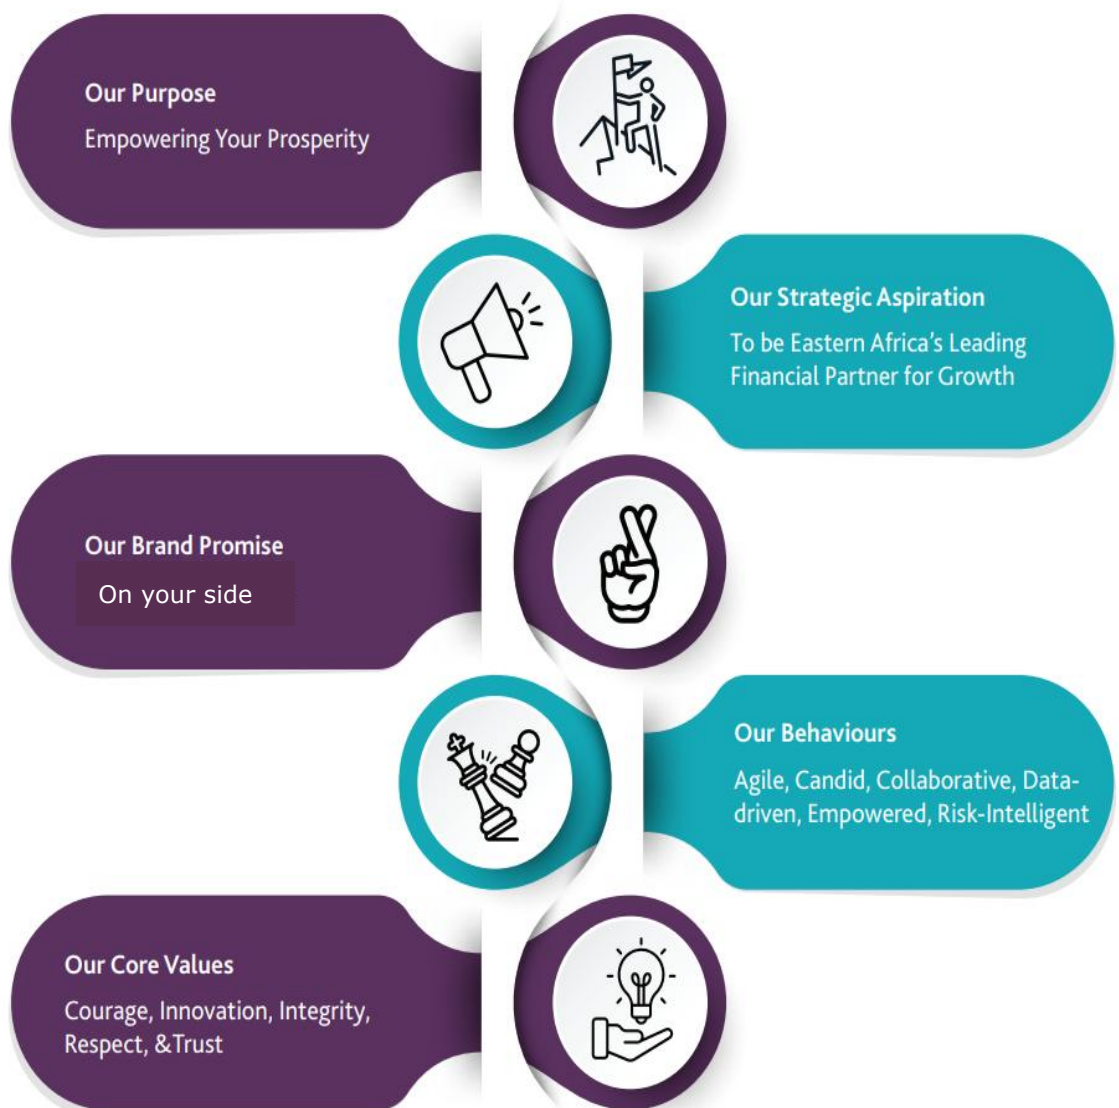 Our Purpose
Empowering Your Prosperity
Our Strategic Aspiration
To be Eastern Africa’s Leading
Financial Partner for Growth
Our Brand Promise
On your side
Our Behaviours
Agile, Candid, Collaborative, Data-
driven, Empowered, Risk-Intelligent
Our Core Values
Courage, Innovation, Integrity,
Respect, &Trust